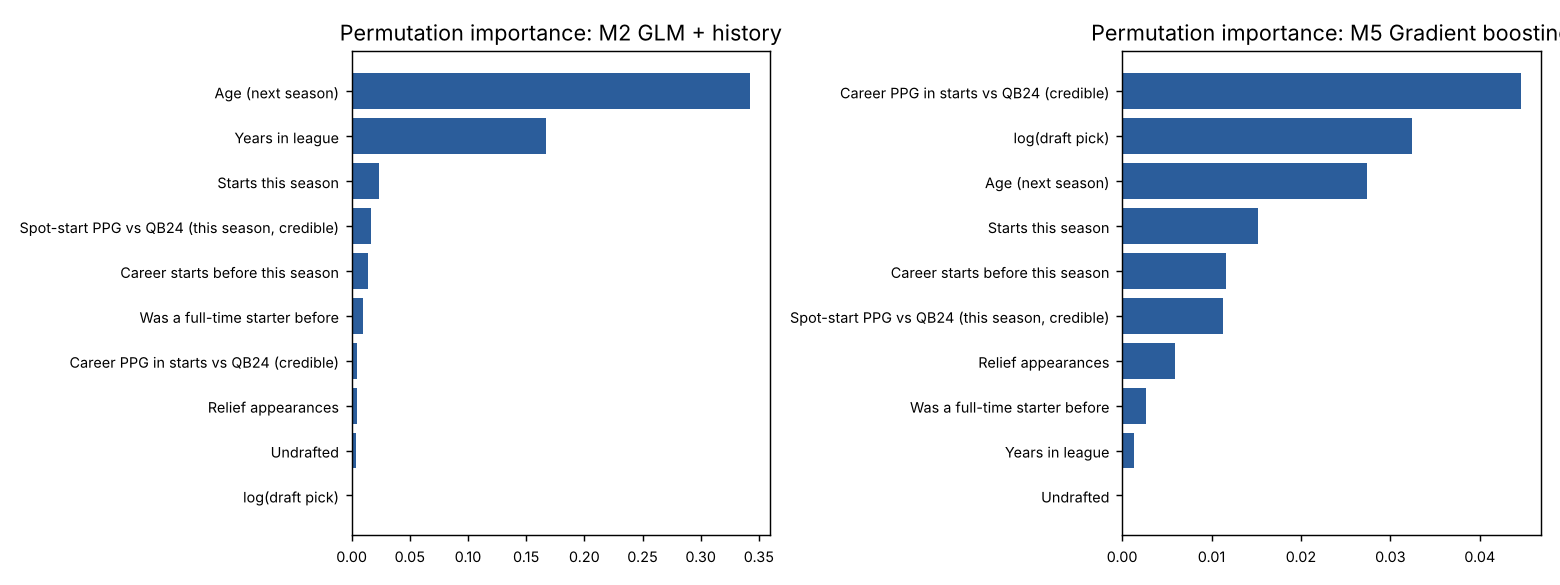 Permutation importance: M2 GLM + history
Age (next season)
Years in league
Starts this season
Spot-start PPG vs QB24 (this season, credible)
Career starts before this season
Was a full-time starter before
Career PPG in starts vs QB24 (credible)
Relief appearances
Undrafted
log(draft pick)
0.00 0.05 0.10 0.15 0.20 0.25 0.30 0.35
Permutation importance: M5 Gradient boostin
Career PPG in starts vs QB24 (credible)
log(draft pick)
Age (next season)
Starts this season
Career starts before this season
Spot-start PPG vs QB24 (this season, credible)
Relief appearances
Was a full-time starter before
Years in league
Undrafted
0.00 0.01 0.02 0.03 0.04